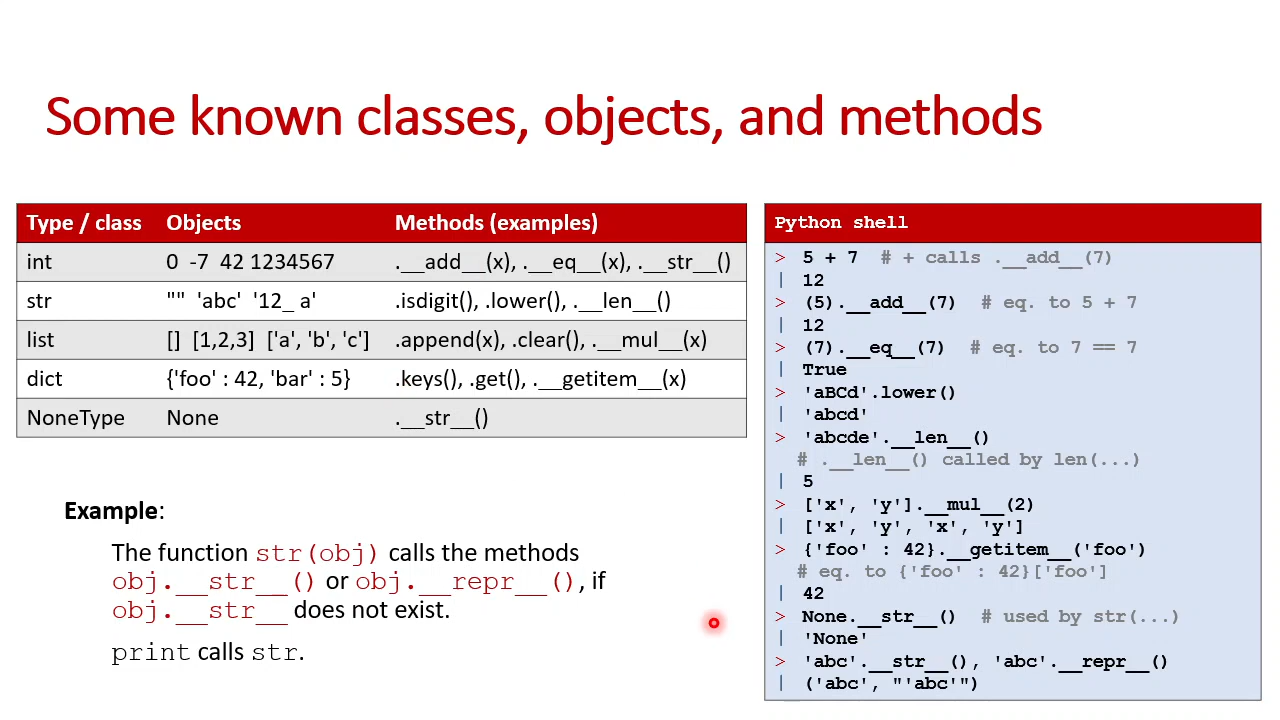 Some known classes, objects, and methods
Type / class Objects Methods (examples)
int 0 -7 42 1234567 .__add__(x), .__eq__(x), .__str__()
str "" 'abc' '12_ a' .isdigit(), .lower(), .__len__()
list [] [1,2,3] ['a', 'b', 'c'] .append(x), .clear(), .__mul__(x)
dict {'foo' : 42, 'bar' : 5} .keys(), .get(), .__getitem__(x)
NoneType None .__str__()
Example:
The function str(obj) calls the methods
obj.__str__() or obj.__repr__(), if
obj.__str__ does not exist.
print calls str.
Python shell
> 5 + 7 # + calls .__add__(7)
| 12
> (5).__add__(7) # eq. to 5 + 7
| 12
> (7).__eq__(7) # eq. to 7 == 7
| True
> 'aBCd'.lower()
| 'abcd'
> 'abcde'.__len__()
# .__len__() called by len(...)
| 5
> ['x', 'y'].__mul__(2)
| ['x', 'y', 'x', 'y']
> {'foo' : 42}.__getitem__('foo')
# eq. to {'foo' : 42}['foo']
| 42
> None.__str__() # used by str(...)
| 'None'
> 'abc'.__str__(), 'abc'.__repr__()
| ('abc', "'abc'")